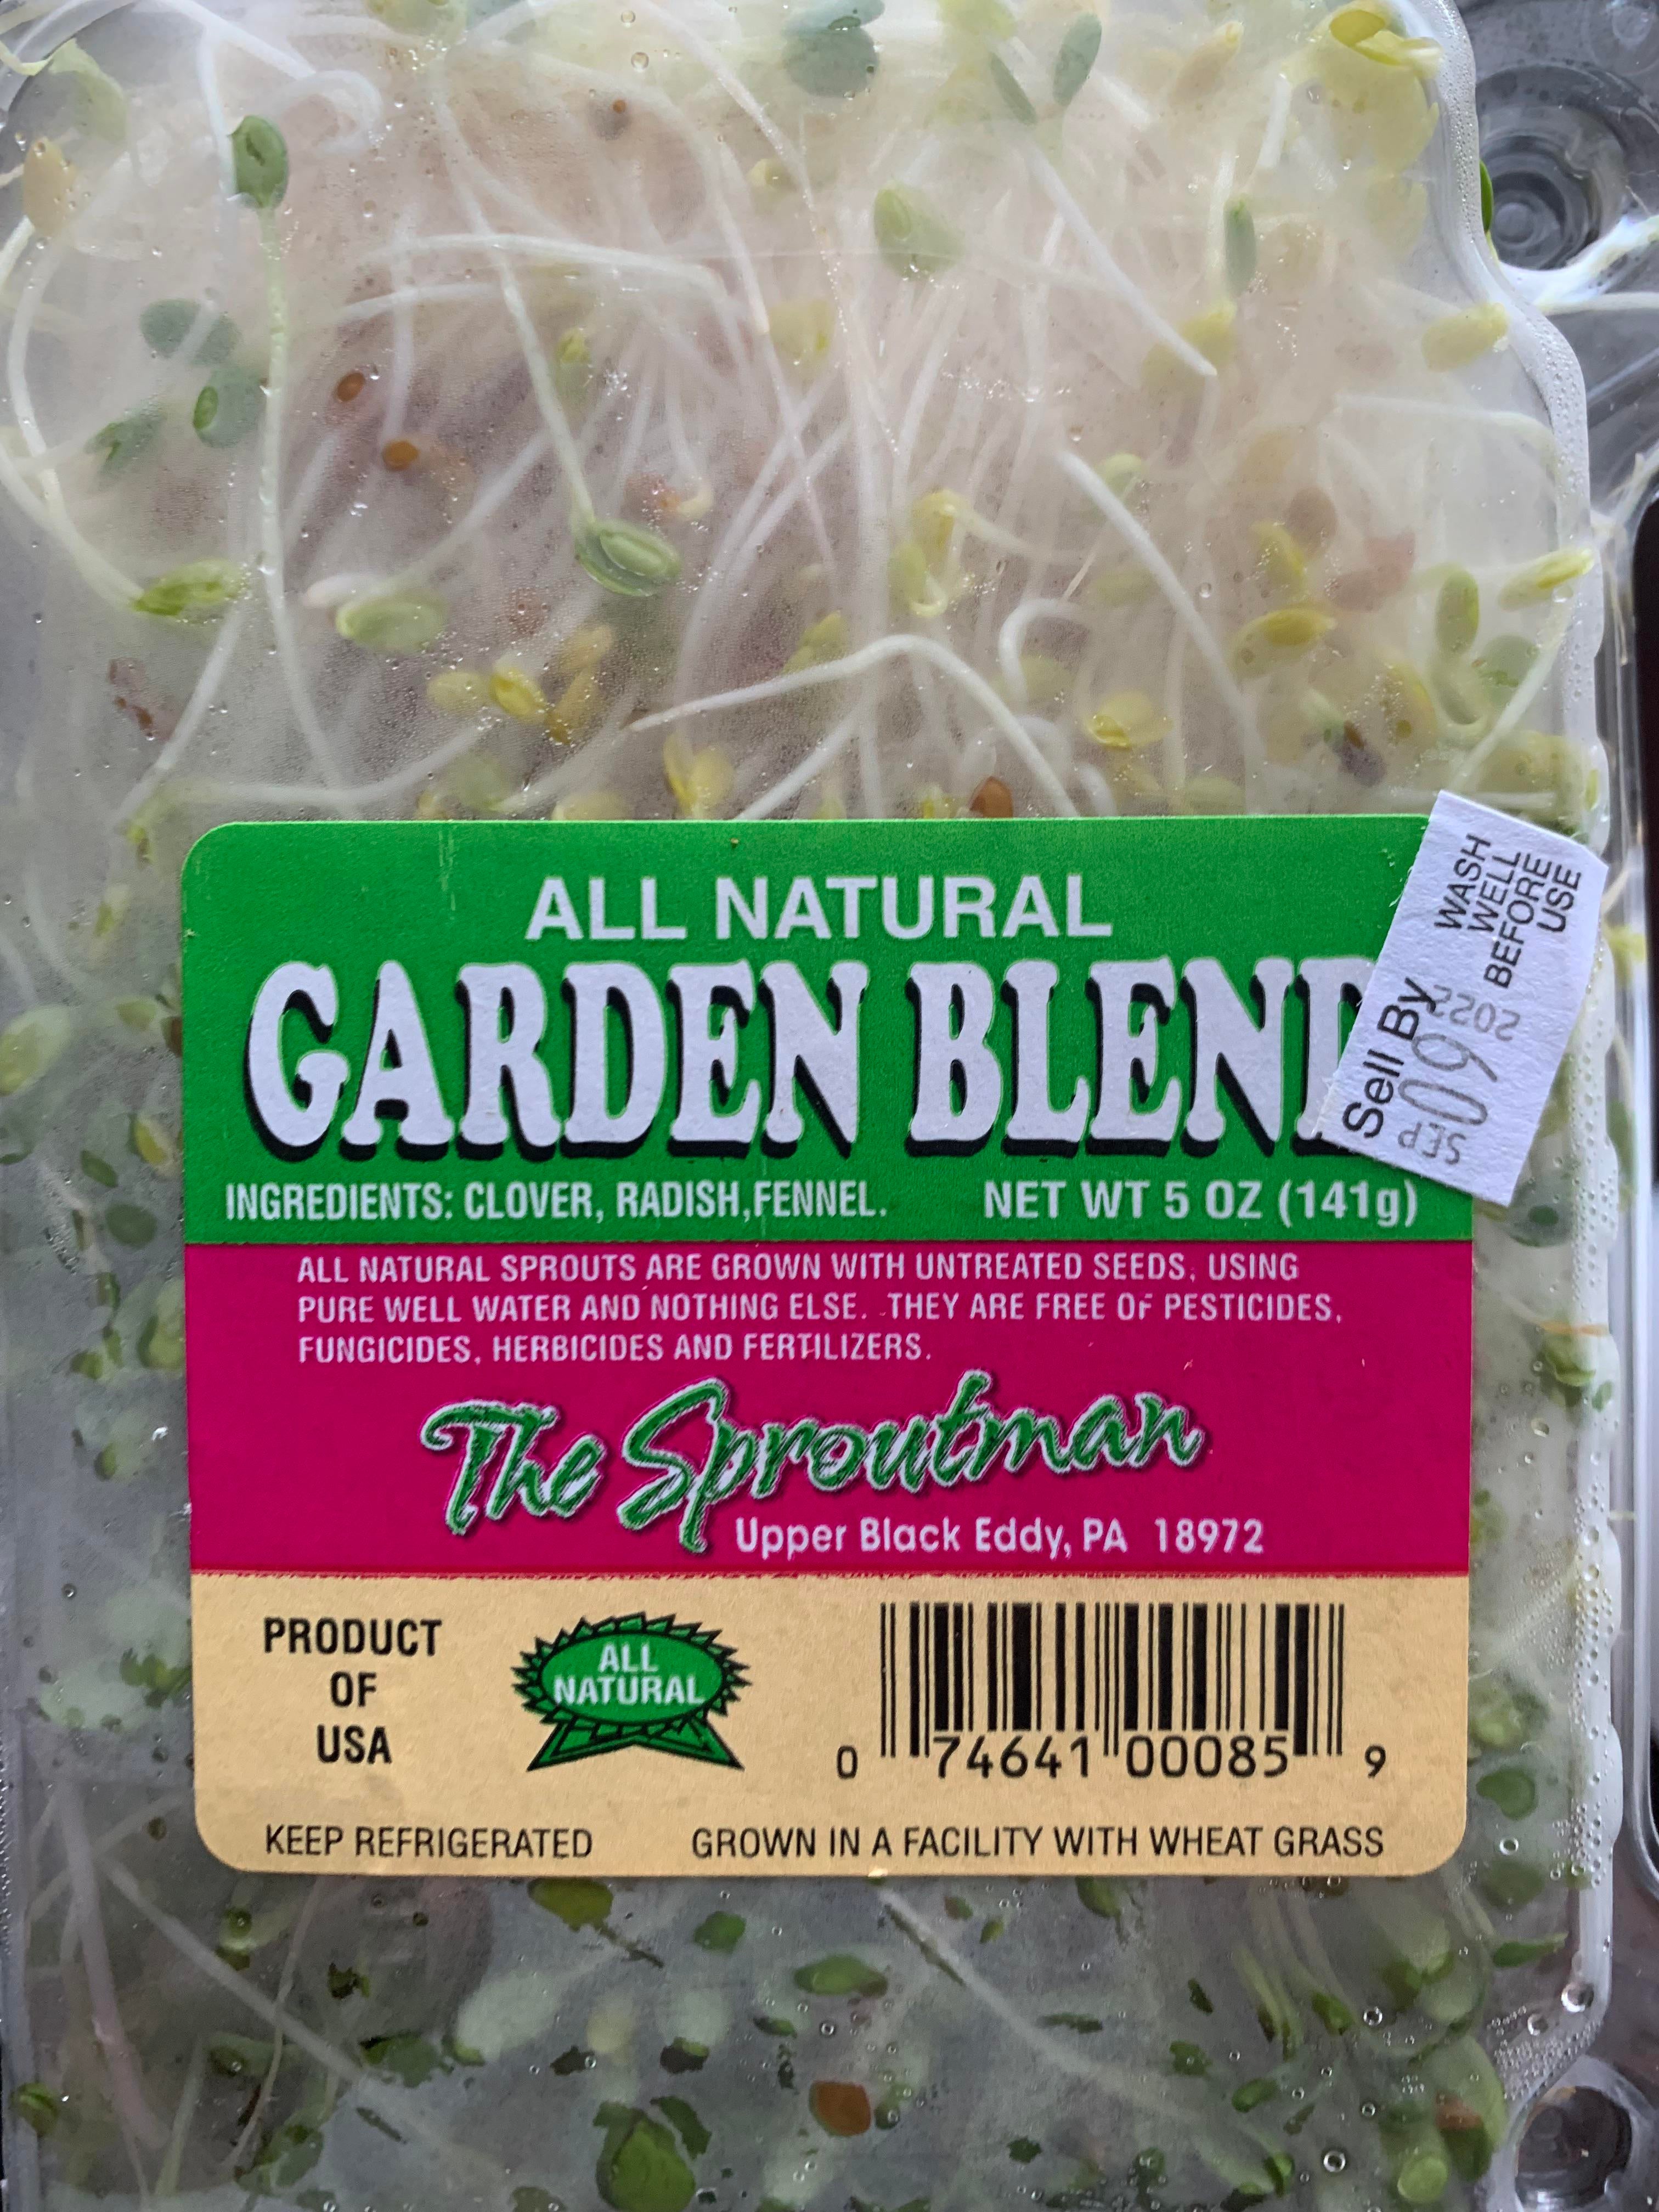 ALL NATURAL
GARDEN BLEND
INGREDIENTS: CLOVER, RADISH,FENNEL.
NET WT 5 OZ (141g)
WASH
WELL
BEFORE
USE
Sell By
SEP
09
2022
ALL NATURAL SPROUTS ARE GROWN WITH UNTREATED SEEDS, USING
PURE WELL WATER AND NOTHING ELSE. THEY ARE FREE OF PESTICIDES,
FUNGICIDES, HERBICIDES AND FERTILIZERS.
The Sproutman
Upper Black Eddy, PA 18972
PRODUCT
OF
USA
ALL
NATURAL
0 74641 00085 9
KEEP REFRIGERATED
GROWN IN A FACILITY WITH WHEAT GRASS